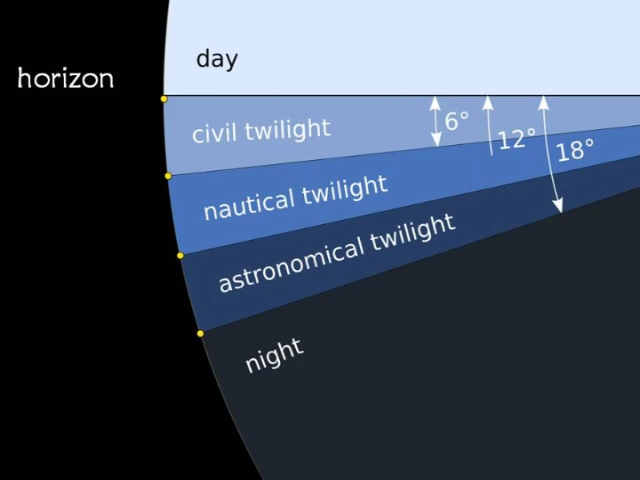 day
horizon
6°
civil twilight
12°
18°
nautical twilight
astronomical twilight
night